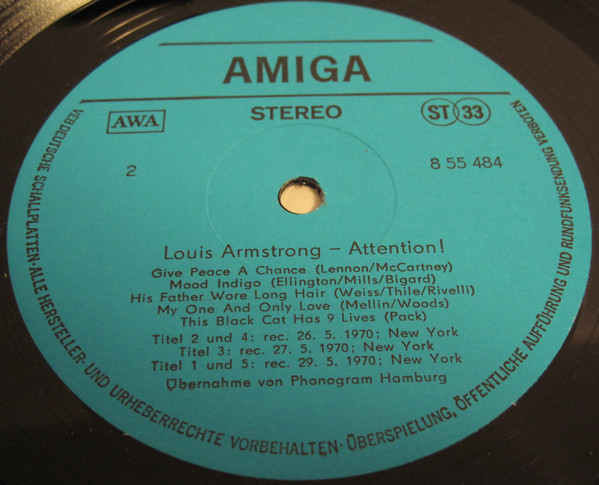 AMIGA
AWA
STEREO
ST 33
2
8 55 484
Louis Armstrong – Attention!
Give Peace A Chance (Lennon/McCartney)
Mood Indigo (Ellington/Mills/Bigard)
His Father Wore Long Hair (Weiss/Thile/Rivelli)
My One And Only Love (Mellin/Woods)
This Black Cat Has 9 Lives (Pack)
Titel 2 und 4: rec. 26. 5. 1970; New York
Titel 3: rec. 27. 5. 1970; New York
Titel 1 und 5: rec. 29. 5. 1970; New York
Übernahme von Phonogram Hamburg
VEB DEUTSCHE SCHALLPLATTEN · ALLE HERSTELLER- UND URHEBERRECHTE VORBEHALTEN · ÜBERSPIELUNG, ÖFFENTLICHE AUFFÜHRUNG UND RUNDFUNKSENDUNG VERBOTEN